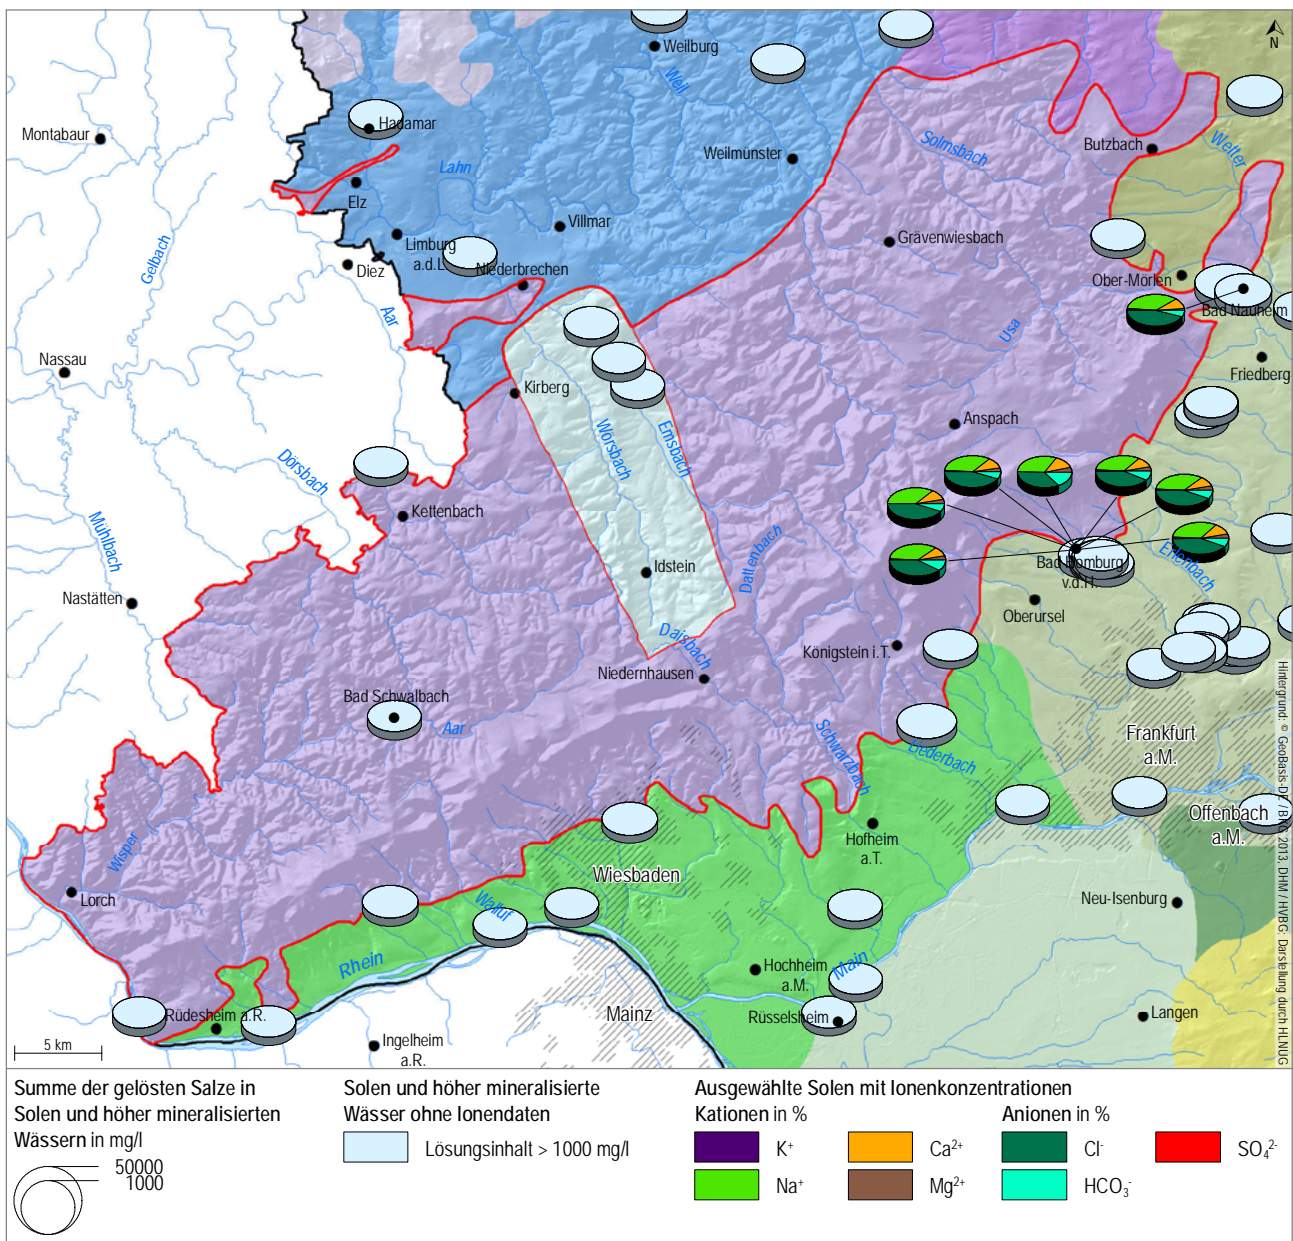 N
Weilburg
Weil
Hadamar
Montabaur
Solmsbach
Butzbach
Wetter
Weilmünster
Lahn
Elz
Villmar
Limburg
a.d.L.
Grävenwiesbach
Gelbach
Diez
Niederbrechen
Ober-Mörlen
Bad Nauheim
Aar
Usa
Nassau
Friedberg
Kirberg
Anspach
Wörsbach
Emsbach
Dörsbach
Kettenbach
Mühlbach
Dattenbach
Idstein
Bad Homburg
v.d.H.
Erlenbach
Nastätten
Oberursel
Daisbach
Königstein i.T.
Niedernhausen
Bad Schwalbach
Aar
Schwarzbach
Liederbach
Frankfurt
a.M.
Offenbach
a.M.
Hofheim
a.T.
Wisper
Wiesbaden
Lorch
Walluf
Neu-Isenburg
Rhein
Hochheim
a.M.
Main
Rüdesheim a.R.
Mainz
Rüsselsheim
Langen
Ingelheim
a.R.
5 km
Hintergrund: © GeoBasis-DE / BKG 2013, DHM / HVBG; Darstellung durch HLNUG
Summe der gelösten Salze in
Solen und höher mineralisierten
Wässern in mg/l
50000
1000
Solen und höher mineralisierte
Wässer ohne Ionendaten
Lösungsinhalt > 1000 mg/l
Ausgewählte Solen mit Ionenkonzentrationen
Kationen in %
Anionen in %
K⁺
Ca²⁺
Cl⁻
SO₄²⁻
Na⁺
Mg²⁺
HCO₃⁻